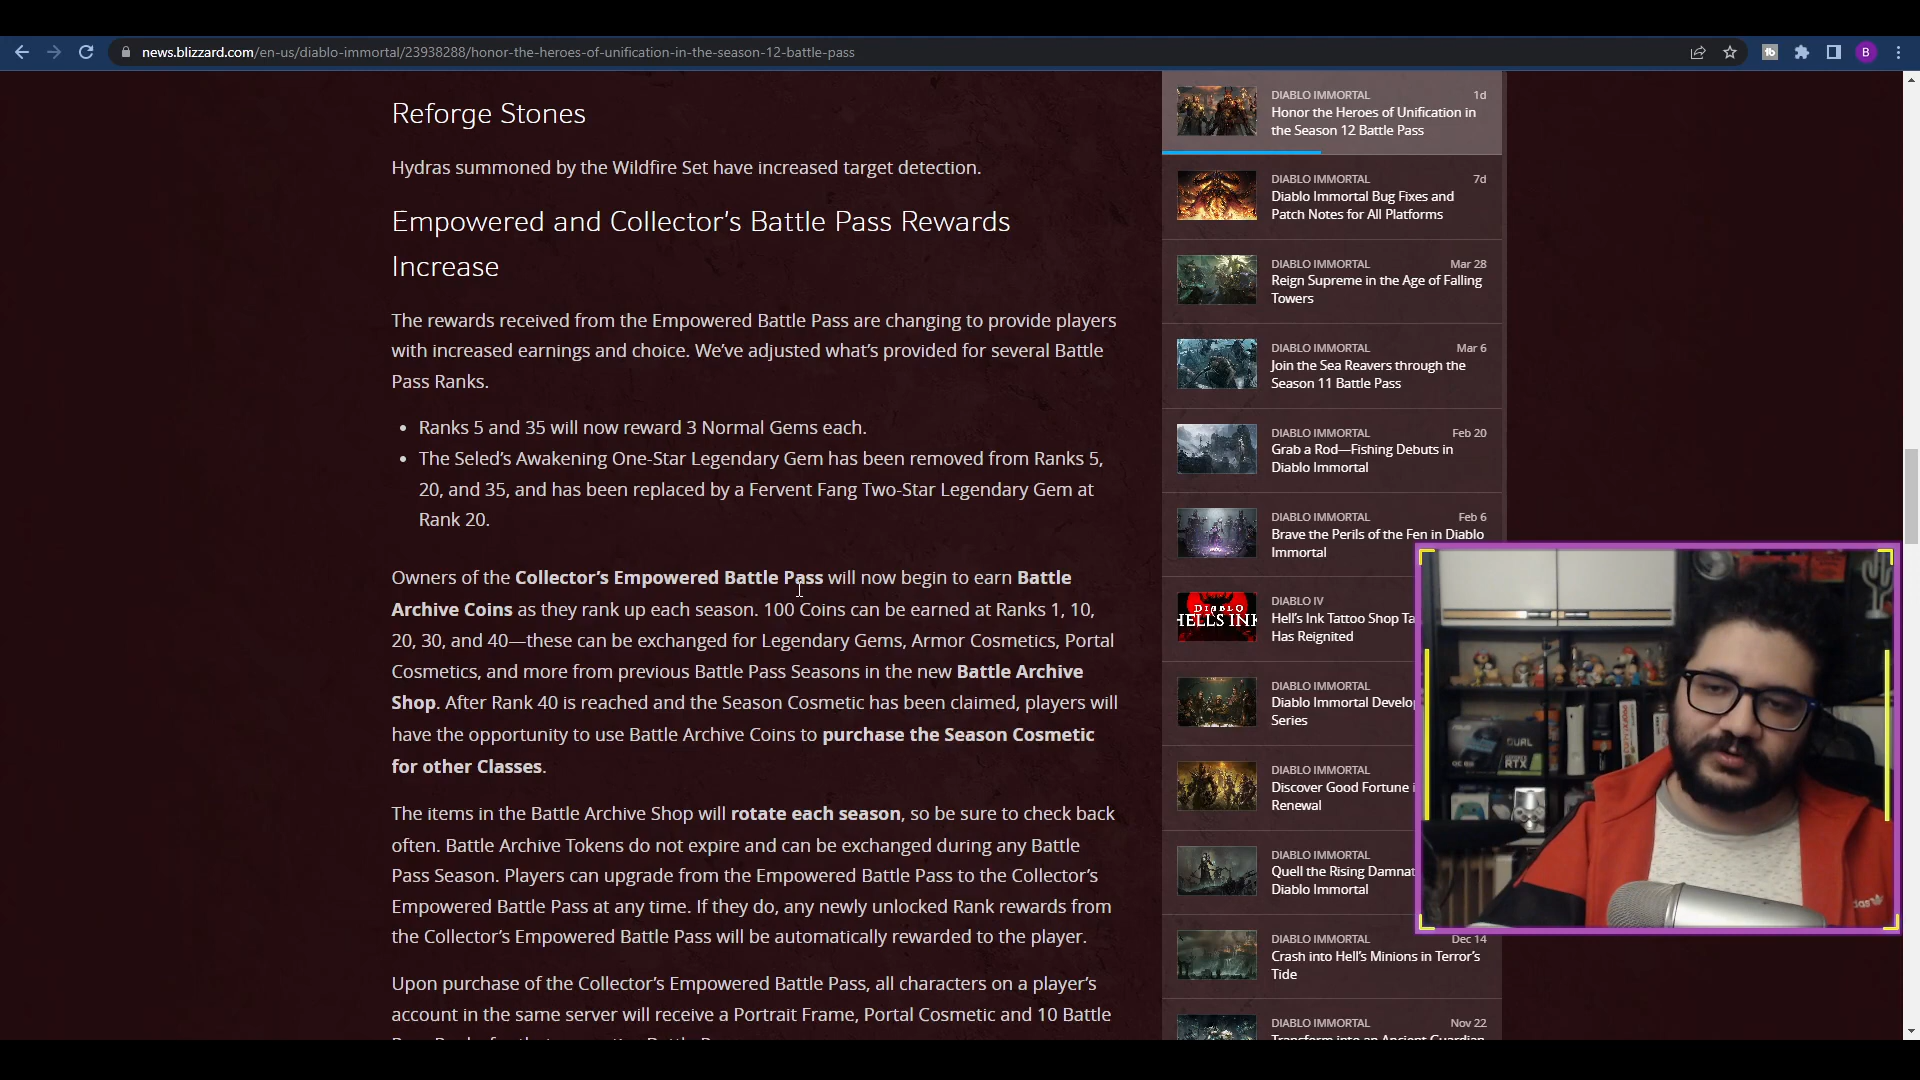 news.blizzard.com/en-us/diablo-immortal/23938288/honor-the-heroes-of-unification-in-the-season-12-battle-pass
B
Reforge Stones
Hydras summoned by the Wildfire Set have increased target detection.
Empowered and Collector’s Battle Pass Rewards
Increase
The rewards received from the Empowered Battle Pass are changing to provide players
with increased earnings and choice. We’ve adjusted what’s provided for several Battle
Pass Ranks.
• Ranks 5 and 35 will now reward 3 Normal Gems each.
• The Seled’s Awakening One-Star Legendary Gem has been removed from Ranks 5,
20, and 35, and has been replaced by a Fervent Fang Two-Star Legendary Gem at
Rank 20.
Owners of the Collector’s Empowered Battle Pass will now begin to earn Battle
Archive Coins as they rank up each season. 100 Coins can be earned at Ranks 1, 10,
20, 30, and 40—these can be exchanged for Legendary Gems, Armor Cosmetics, Portal
Cosmetics, and more from previous Battle Pass Seasons in the new Battle Archive
Shop. After Rank 40 is reached and the Season Cosmetic has been claimed, players will
have the opportunity to use Battle Archive Coins to purchase the Season Cosmetic
for other Classes.
The items in the Battle Archive Shop will rotate each season, so be sure to check back
often. Battle Archive Tokens do not expire and can be exchanged during any Battle
Pass Season. Players can upgrade from the Empowered Battle Pass to the Collector’s
Empowered Battle Pass at any time. If they do, any newly unlocked Rank rewards from
the Collector’s Empowered Battle Pass will be automatically rewarded to the player.
Upon purchase of the Collector’s Empowered Battle Pass, all characters on a player’s
account in the same server will receive a Portrait Frame, Portal Cosmetic and 10 Battle
DIABLO IMMORTAL 1d
Honor the Heroes of Unification in
the Season 12 Battle Pass
DIABLO IMMORTAL 7d
Diablo Immortal Bug Fixes and
Patch Notes for All Platforms
DIABLO IMMORTAL Mar 28
Reign Supreme in the Age of Falling
Towers
DIABLO IMMORTAL Mar 6
Join the Sea Reavers through the
Season 11 Battle Pass
DIABLO IMMORTAL Feb 20
Grab a Rod—Fishing Debuts in
Diablo Immortal
DIABLO IMMORTAL Feb 6
Brave the Perils of the Fen in Diablo
Immortal
DIABLO
HELLS INK
DIABLO IV
Hell’s Ink Tattoo Shop Ta
Has Reignited
DIABLO IMMORTAL
Diablo Immortal Develo
Series
DIABLO IMMORTAL
Discover Good Fortune i
Renewal
DIABLO IMMORTAL
Quell the Rising Damnat
Diablo Immortal
DIABLO IMMORTAL Dec 14
Crash into Hell’s Minions in Terror’s
Tide
DIABLO IMMORTAL Nov 22
Transform into an Ancient Guardian
DUAL
RTX